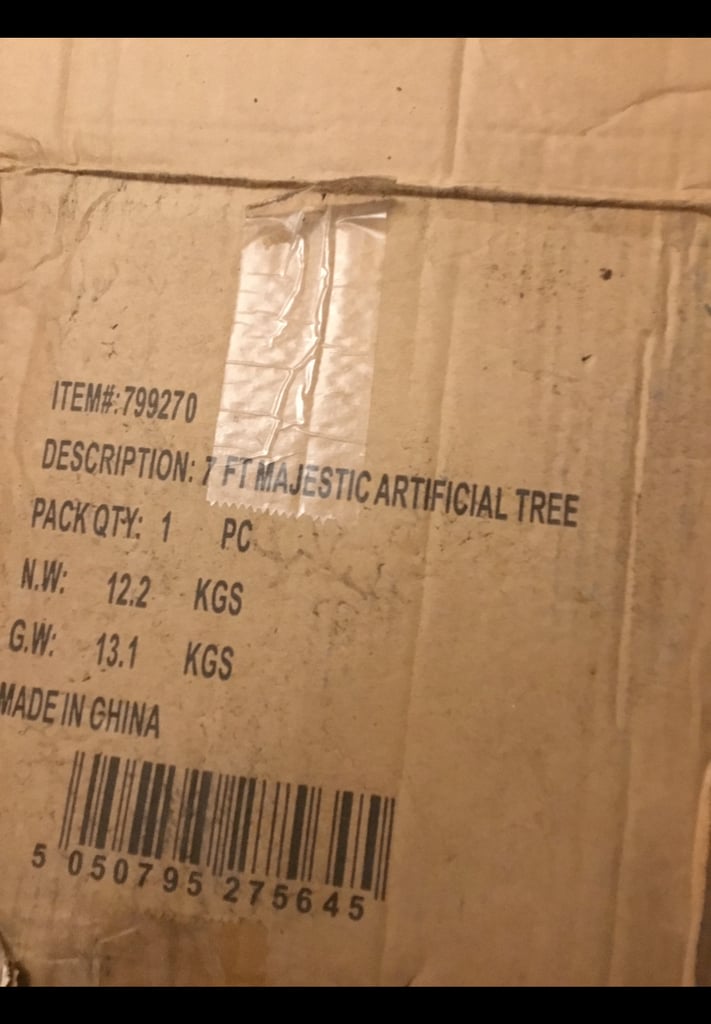 ITEM#:799270
DESCRIPTION: 7 FT MAJESTIC ARTIFICIAL TREE
PACK QTY: 1 PC
N.W: 12.2 KGS
G.W: 13.1 KGS
MADE IN CHINA
5 050795 275645